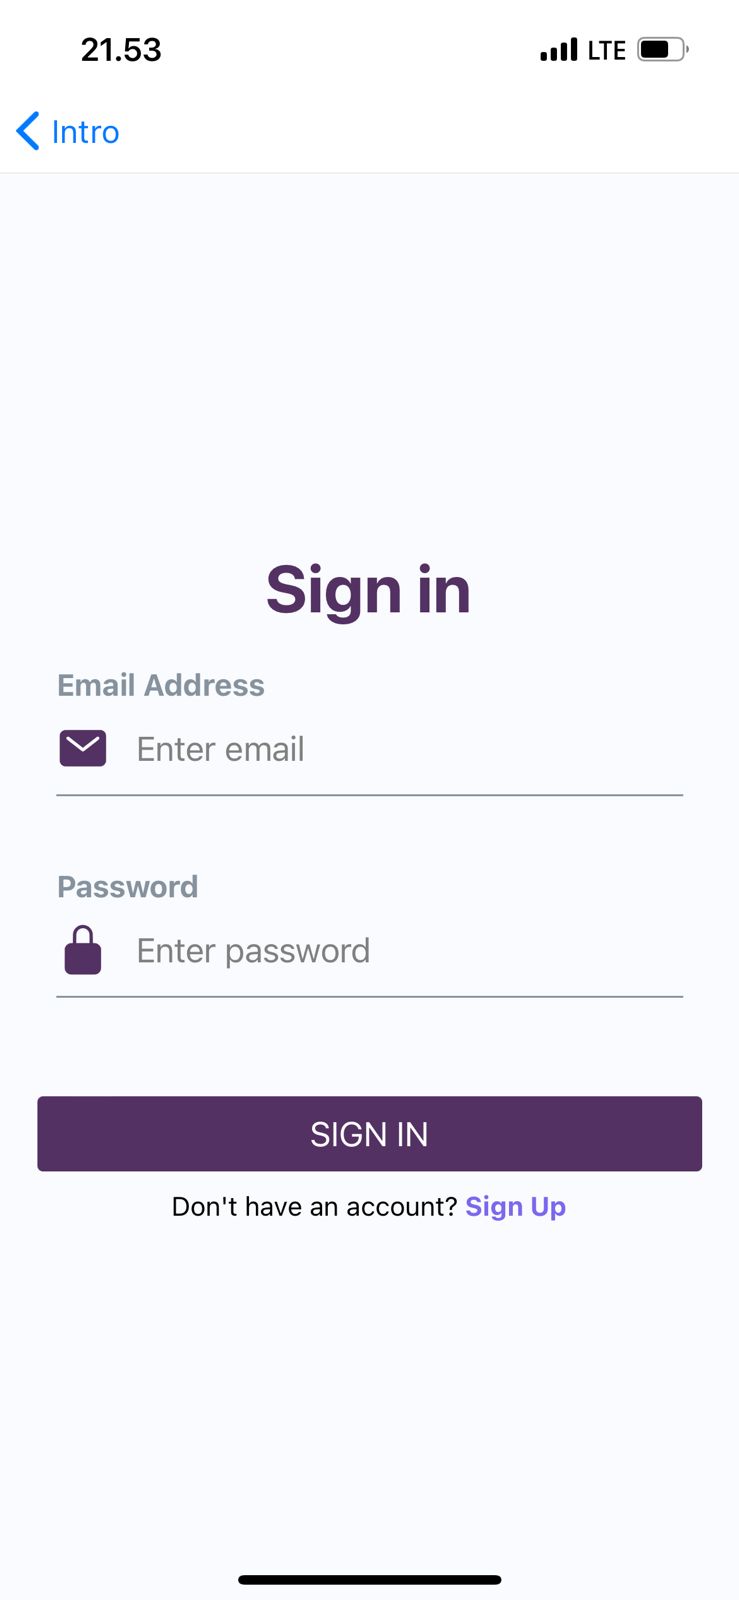 21.53 LTE
Intro
Sign in
Email Address
Enter email
Password
Enter password
SIGN IN
Don't have an account? Sign Up